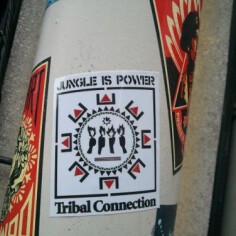 JUNGLE IS POWER
Tribal Connection